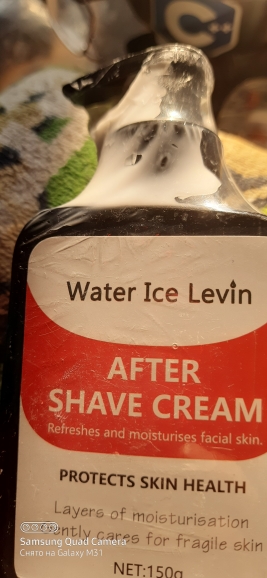 C++
Water Ice Levin
AFTER
SHAVE CREAM
Refreshes and moisturises facial skin.
PROTECTS SKIN HEALTH
Layers of moisturisation
cares for fragile skin
NET:150g
Samsung Quad Camera
Снято на Galaxy M31